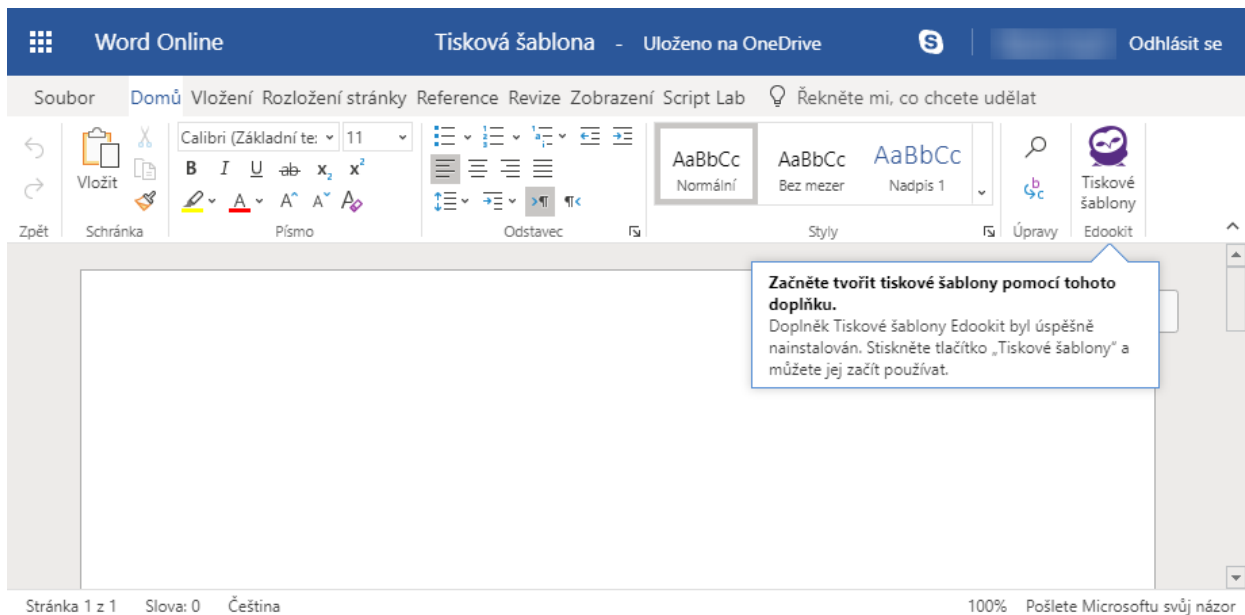 Word Online Tisková šablona - Uloženo na OneDrive Odhlásit se
Soubor Domů Vložení Rozložení stránky Reference Revize Zobrazení Script Lab Řekněte mi, co chcete udělat
Calibri (Základní te: 11
B I U ab x₂ x²
A A^ A˅ A
Vložit
AaBbCc AaBbCc AaBbCc
Normální Bez mezer Nadpis 1
Tiskové
šablony
Zpět Schránka Písmo Odstavec Styly Úpravy Edookit
Začněte tvořit tiskové šablony pomocí tohoto
doplňku.
Doplněk Tiskové šablony Edookit byl úspěšně
nainstalován. Stiskněte tlačítko „Tiskové šablony“ a
můžete jej začít používat.
Stránka 1 z 1 Slova: 0 Čeština 100% Pošlete Microsoftu svůj názor